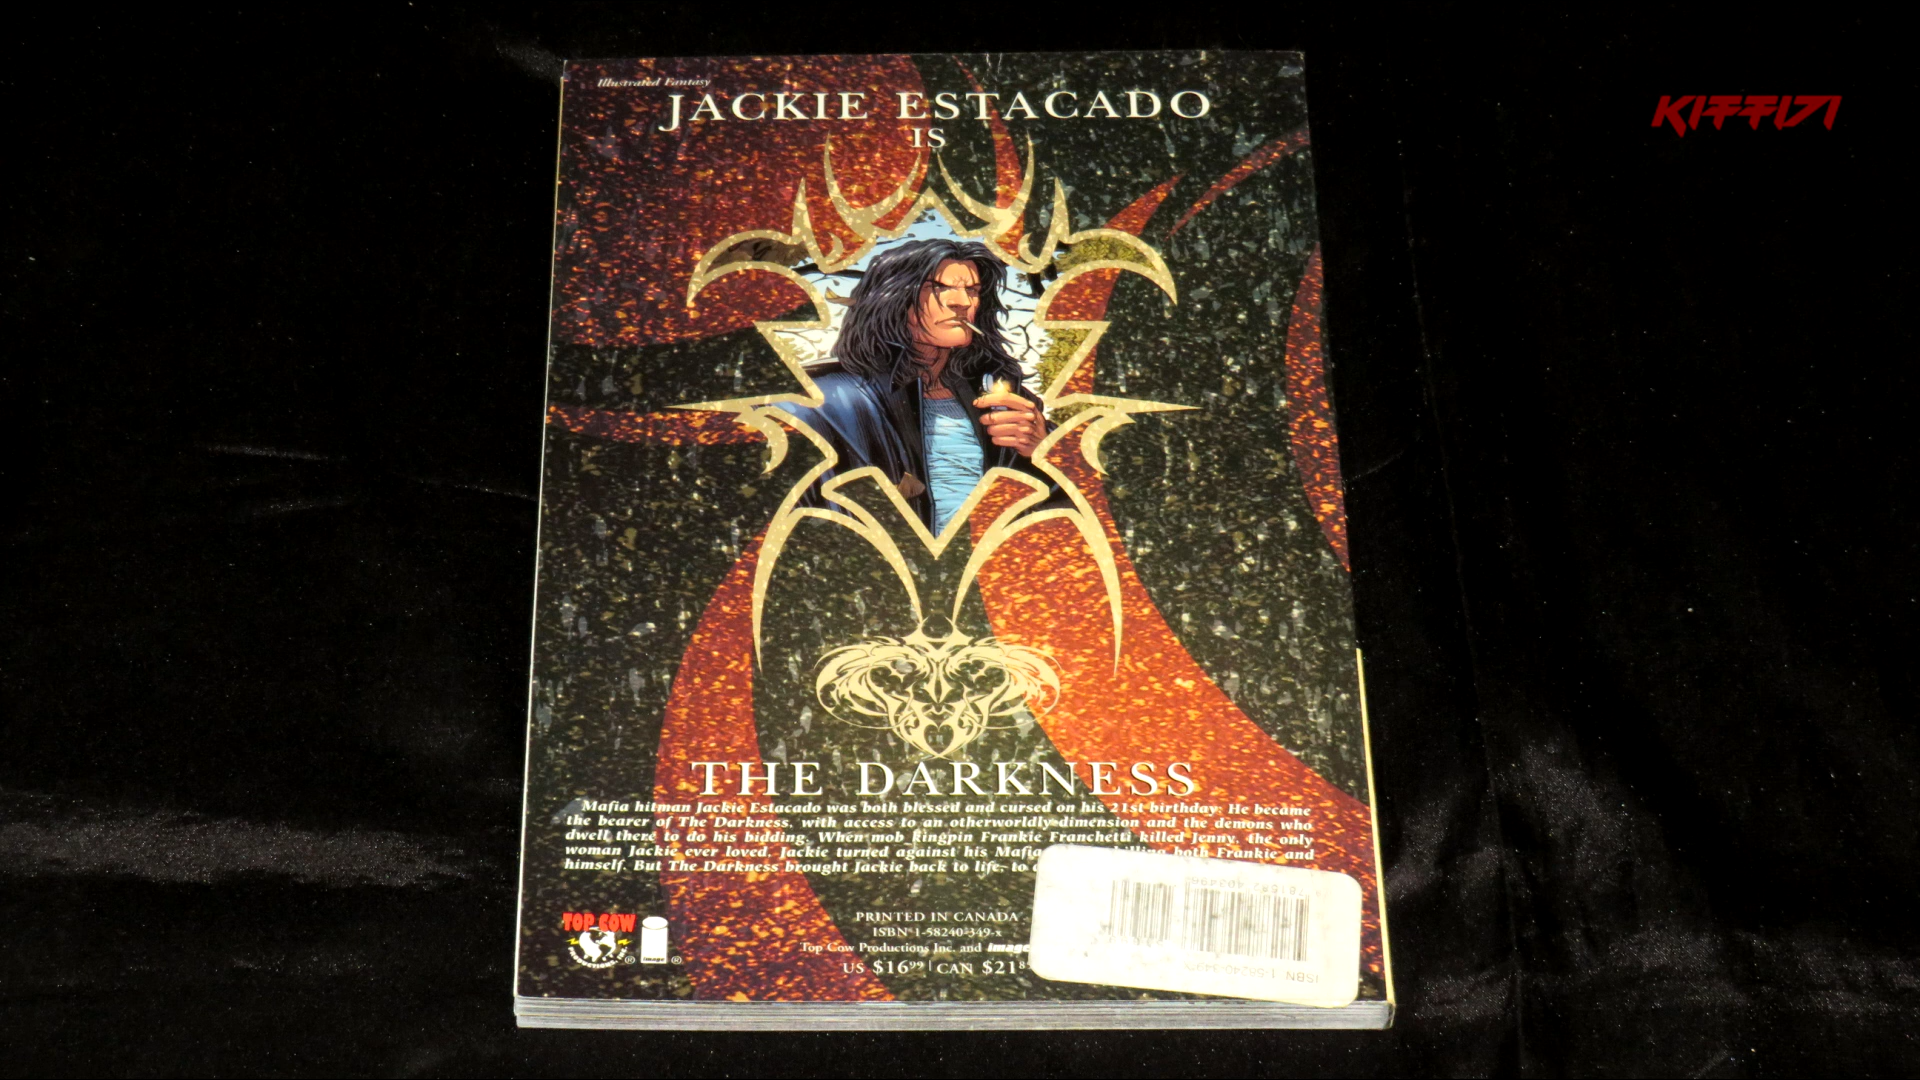 KIFFIJI
Illustrated Fantasy
JACKIE ESTACADO
IS
THE DARKNESS
Mafia hitman Jackie Estacado was both blessed and cursed on his 21st birthday. He became
the bearer of The Darkness, with access to an otherworldly dimension and the demons who
dwell there to do his bidding. When mob kingpin Frankie Franchetti killed Jenny, the only
woman Jackie ever loved, Jackie turned against his Mafia killing both Frankie and
himself. But The Darkness brought Jackie back to life, to
TOP COW
PRODUCTIONS INC.®
image®
PRINTED IN CANADA
ISBN 1-58240-349-x
Top Cow Productions Inc. and image
US $16.99 | CAN $21
ISBN 1-58240-349-X